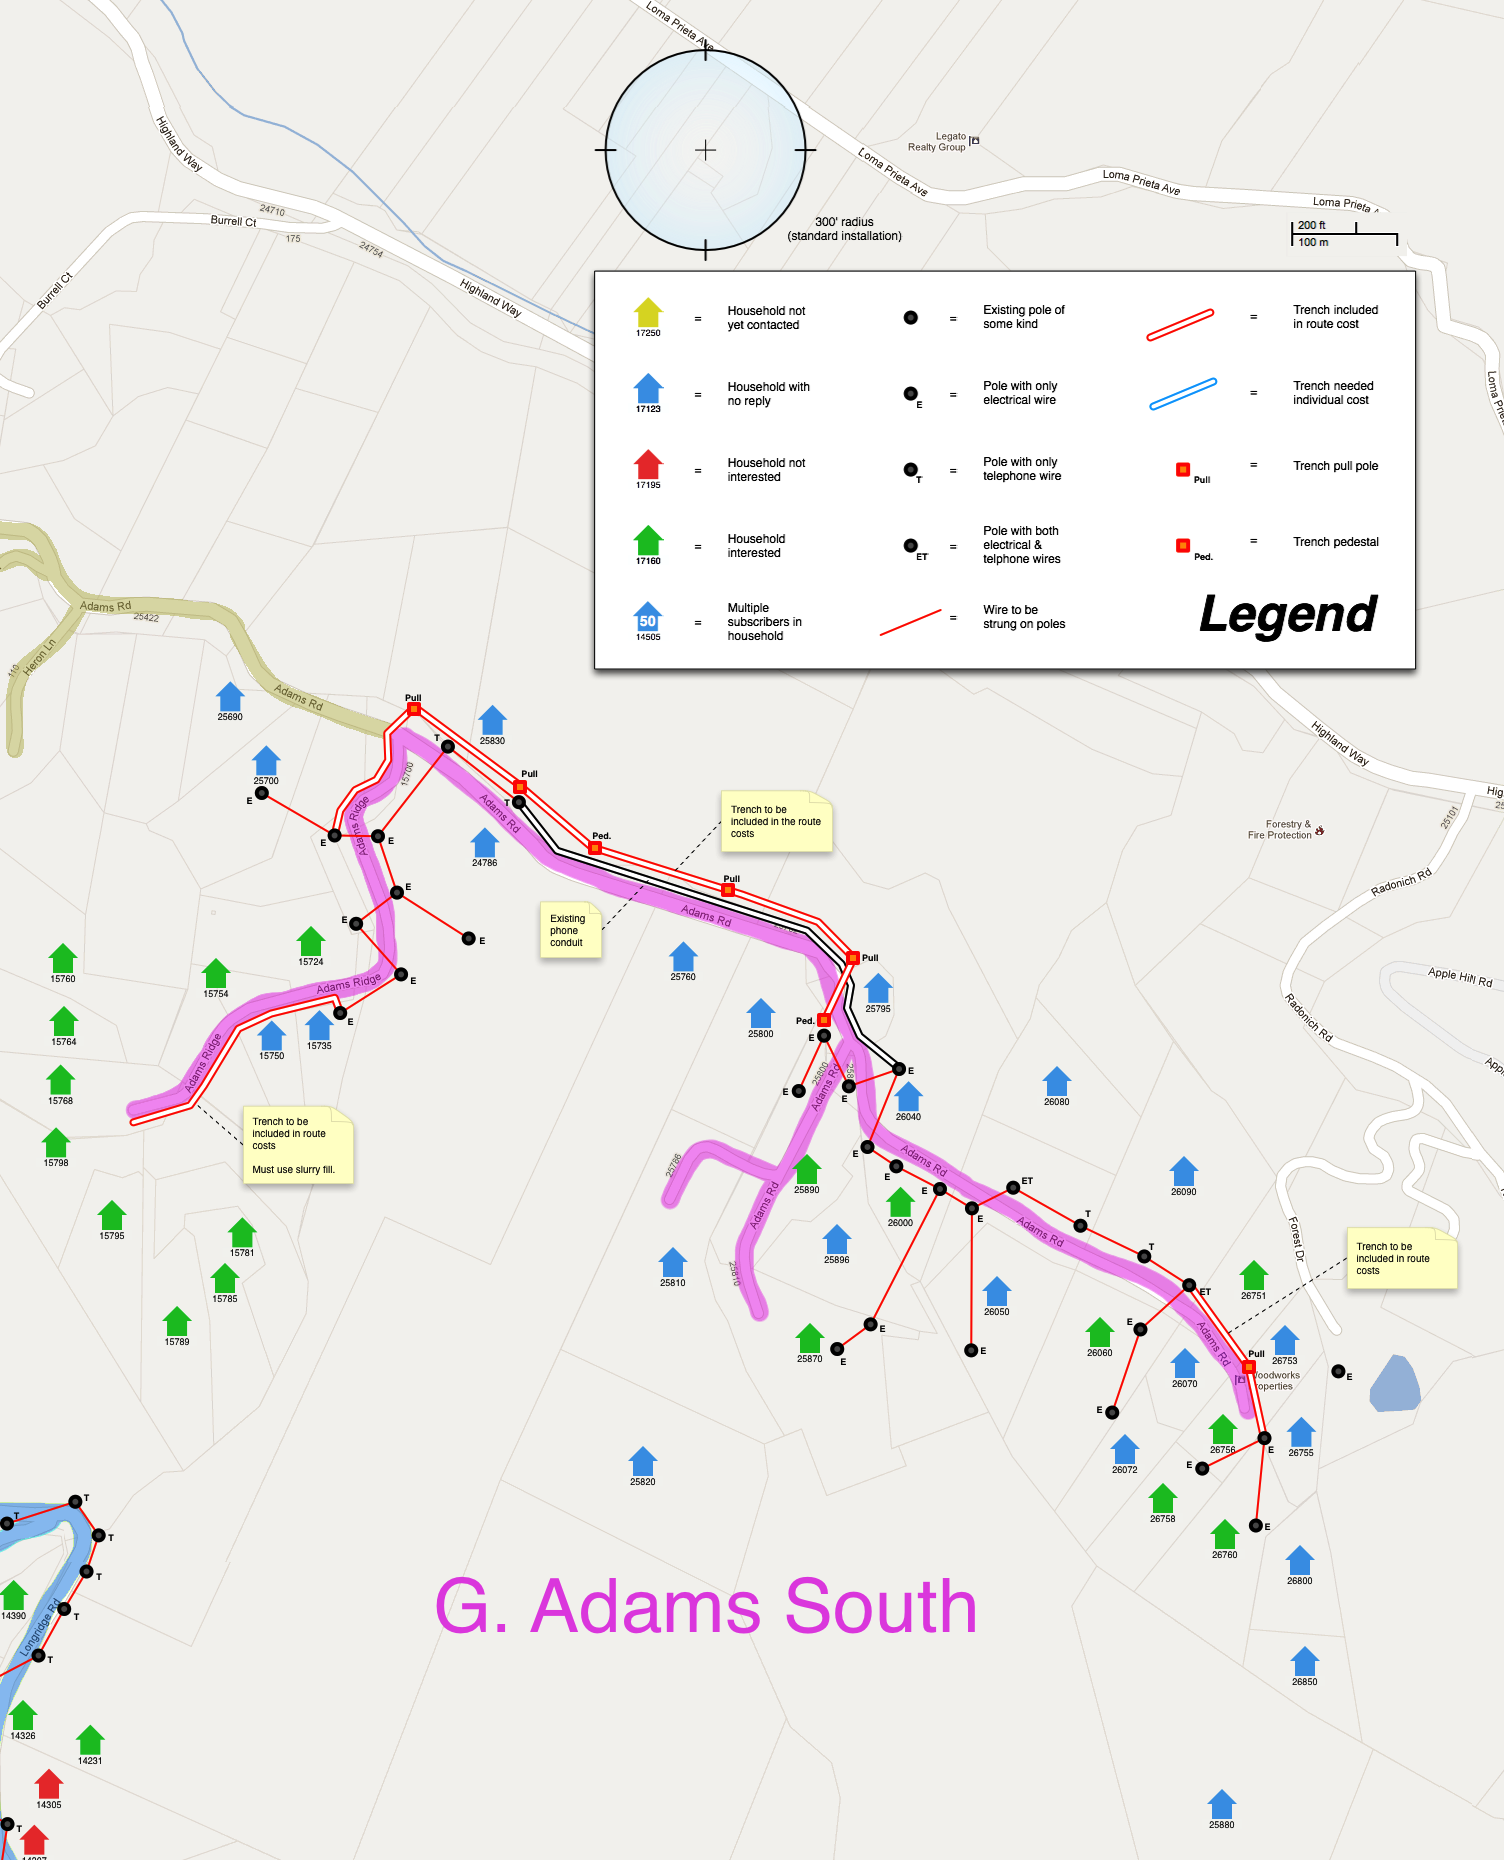 Loma Prieta Ave
Legato
Realty Group
Loma Prieta Ave
Loma Prieta Ave
Loma Prieta A
Highland Way
24710
Burrell Ct
175
24754
Burrell Ct
Highland Way
300' radius
(standard installation)
200 ft
100 m
17250
=
Household not
yet contacted
=
Existing pole of
some kind
=
Trench included
in route cost
17123
=
Household with
no reply
E
=
Pole with only
electrical wire
=
Trench needed
individual cost
17195
=
Household not
interested
T
=
Pole with only
telephone wire
Pull
=
Trench pull pole
17160
=
Household
interested
ET
=
Pole with both
electrical &
telphone wires
Ped.
=
Trench pedestal
50
14505
=
Multiple
subscribers in
household
=
Wire to be
strung on poles
Legend
Loma Prie
Adams Rd
25422
Heron Ln
110
Adams Rd
25690
Pull
25830
T
25700
E
15700
Pull
T
Adams Rd
Adams Ridge
E
E
24786
Ped.
Trench to be
included in the route
costs
Highland Way
Hig
25101
Forestry &
Fire Protection
Radonich Rd
Pull
Adams Rd
Existing
phone
conduit
E
E
E
15724
15760
15754
Adams Ridge
E
25760
Pull
25795
Apple Hill Rd
Radonich Rd
15764
15750
15735
E
25800
Ped.
E
Adams Ridge
15768
E
25800
E
E
26040
26080
Adams Rd
Trench to be
included in route
costs
Must use slurry fill.
15798
E
E
Adams Rd
25786
25890
E
26000
E
ET
26090
Adams Rd
15795
15781
15785
15789
25810
25810
25896
Adams Rd
T
T
Forest Dr
Trench to be
included in route
costs
26050
ET
26751
25870
E
E
E
26060
E
26070
Adams Rd
Pull
26753
E
oodworks
operties
E
26072
26756
E
26755
E
25820
26758
26760
E
26800
T
T
T
T
14390
T
Longridge Rd
T
G. Adams South
14326
14231
14305
T
26850
25880